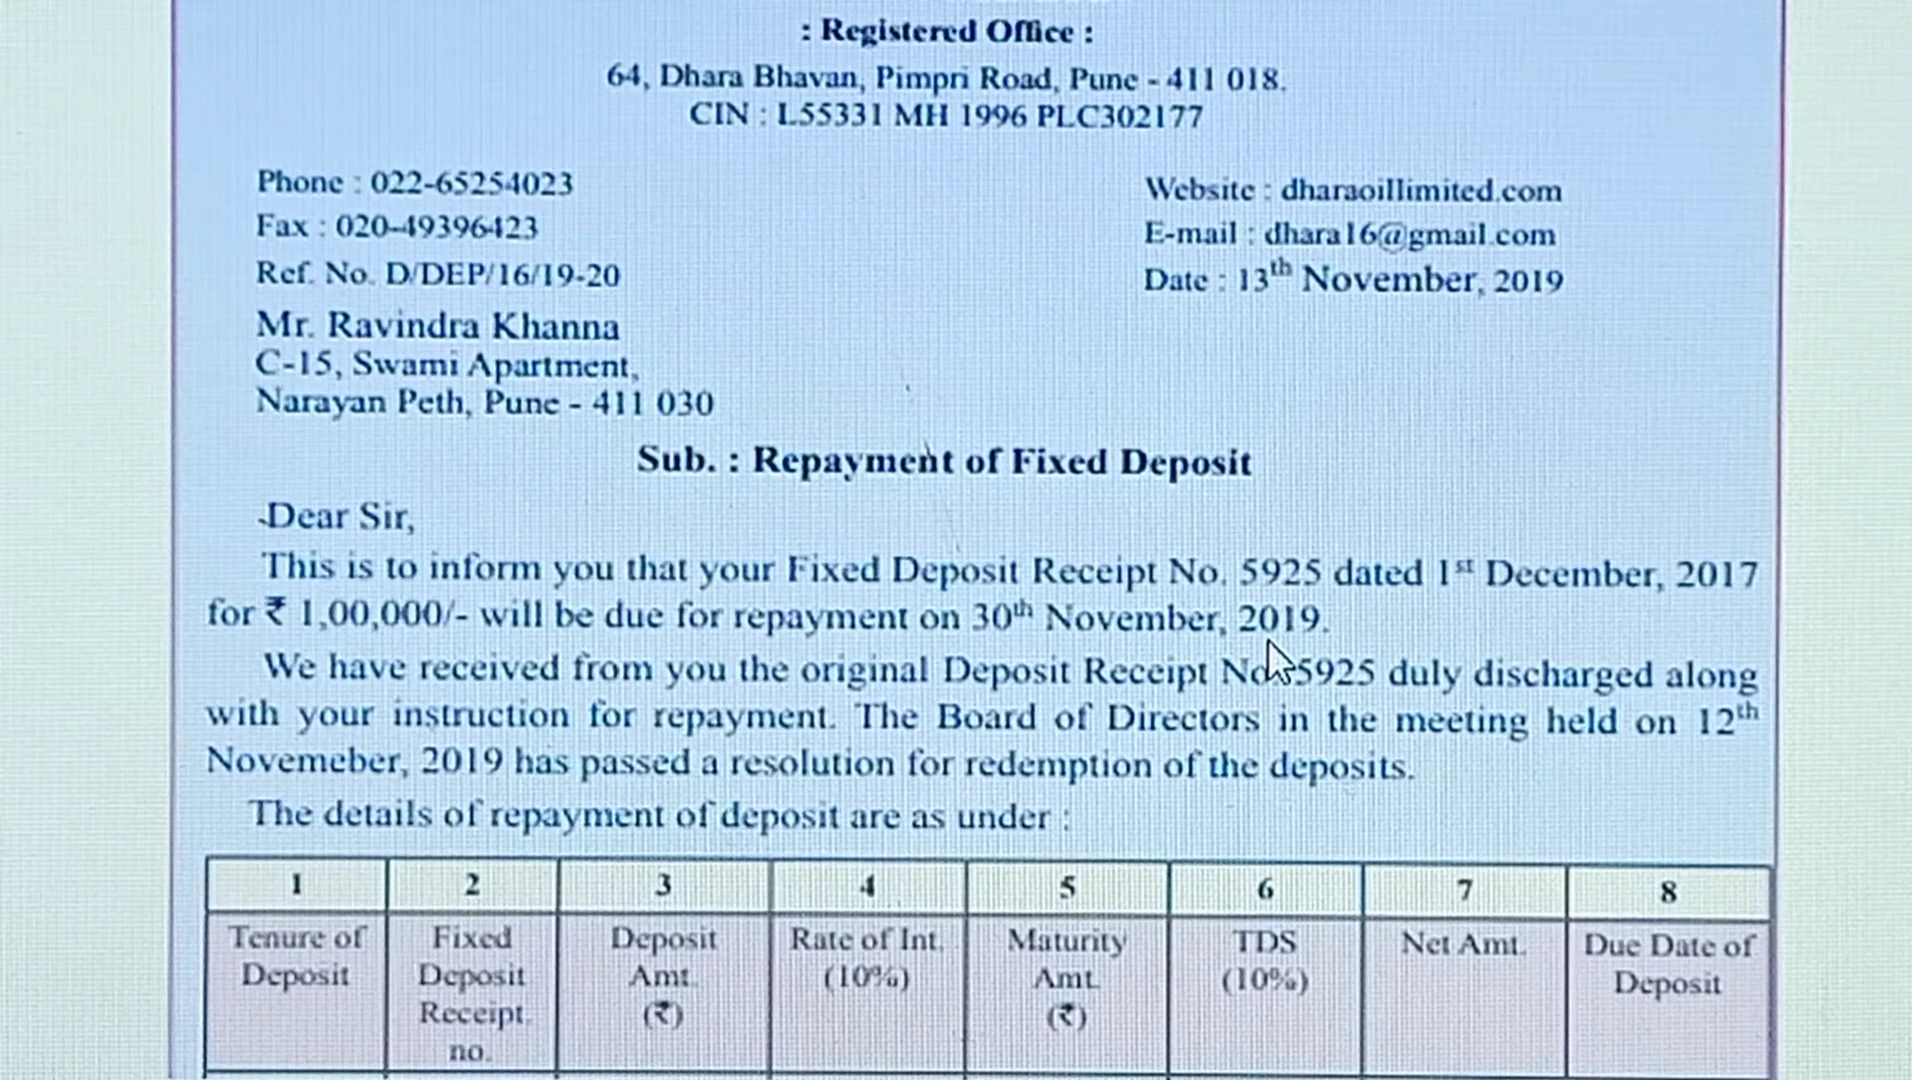 : Registered Office :
64, Dhara Bhavan, Pimpri Road, Pune - 411 018.
CIN : L55331 MH 1996 PLC302177
Phone : 022-65254023
Website : dharaoillimited.com
Fax : 020-49396423
E-mail : dhara16@gmail.com
Ref. No. D/DEP/16/19-20
Date : 13th November, 2019
Mr. Ravindra Khanna
C-15, Swami Apartment,
Narayan Peth, Pune - 411 030
Sub. : Repayment of Fixed Deposit
Dear Sir,
This is to inform you that your Fixed Deposit Receipt No. 5925 dated 1st December, 2017
for ₹ 1,00,000/- will be due for repayment on 30th November, 2019.
We have received from you the original Deposit Receipt No. 5925 duly discharged along
with your instruction for repayment. The Board of Directors in the meeting held on 12th
Novemeber, 2019 has passed a resolution for redemption of the deposits.
The details of repayment of deposit are as under :
1 2 3 4 5 6 7 8
Tenure of Fixed Deposit Rate of Int. Maturity TDS Net Amt. Due Date of
Deposit Deposit Amt. (10%) Amt. (10%) Deposit
Receipt. (₹) (₹)
no.